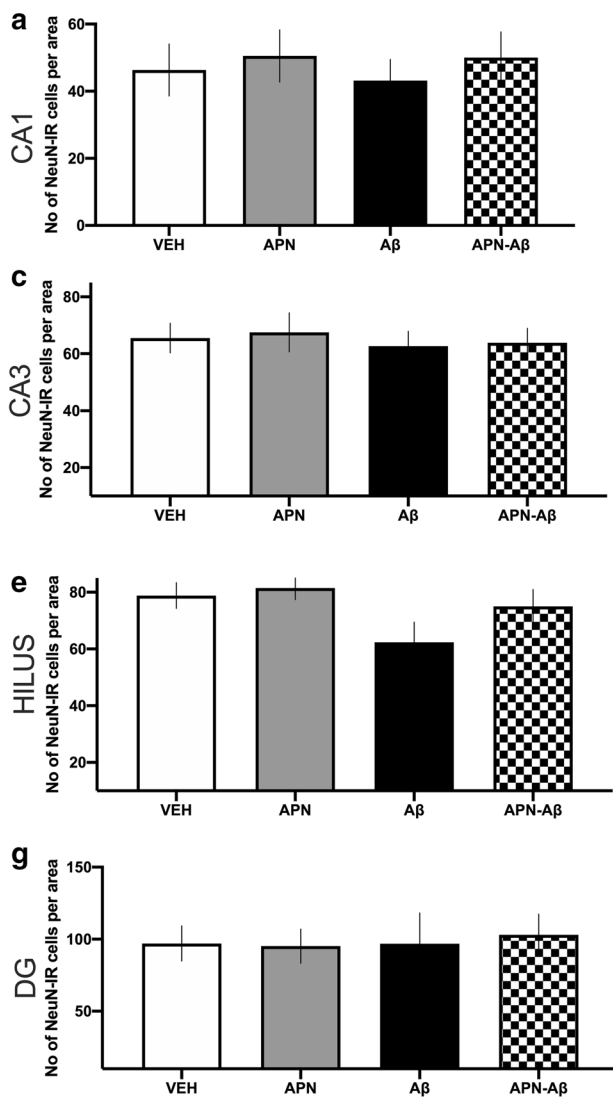 a
CA1
No of NeuN-IR cells per area
60
40
20
0
VEH APN Aβ APN-Aβ
c
CA3
No of NeuN-IR cells per area
80
60
40
20
VEH APN Aβ APN-Aβ
e
HILUS
No of NeuN-IR cells per area
80
60
40
20
VEH APN Aβ APN-Aβ
g
DG
No of NeuN-IR cells per area
150
100
50
VEH APN Aβ APN-Aβ